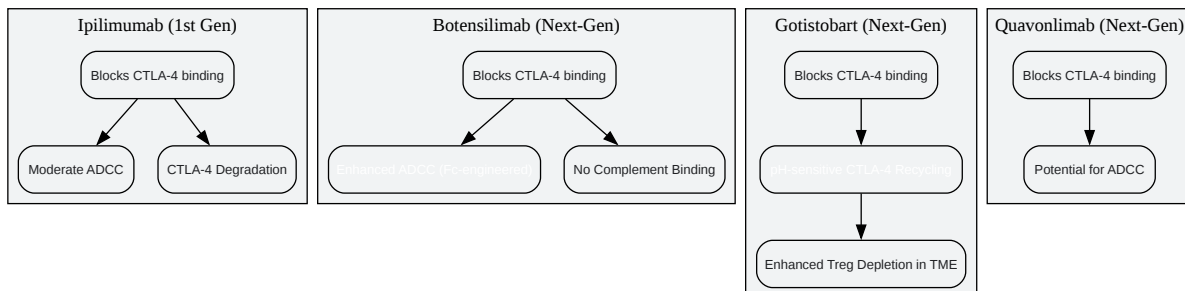 Ipilimumab (1st Gen)
Blocks CTLA-4 binding
Moderate ADCC
CTLA-4 Degradation
Botensilimab (Next-Gen)
Blocks CTLA-4 binding
Enhanced ADCC (Fc-engineered)
No Complement Binding
Gotistobart (Next-Gen)
Blocks CTLA-4 binding
pH-sensitive CTLA-4 Recycling
Enhanced Treg Depletion in TME
Quavonlimab (Next-Gen)
Blocks CTLA-4 binding
Potential for ADCC